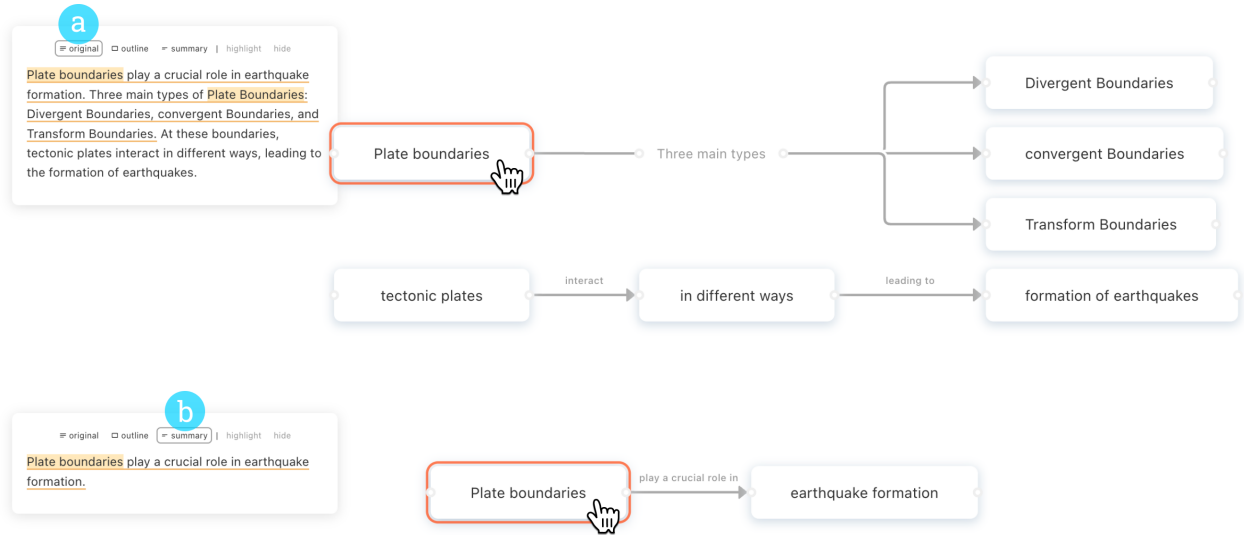 a
original outline summary | highlight hide
Plate boundaries play a crucial role in earthquake
formation. Three main types of Plate Boundaries:
Divergent Boundaries, convergent Boundaries, and
Transform Boundaries. At these boundaries,
tectonic plates interact in different ways, leading to
the formation of earthquakes.
Plate boundaries
Three main types
Divergent Boundaries
convergent Boundaries
Transform Boundaries
tectonic plates
interact
in different ways
leading to
formation of earthquakes
b
original outline summary | highlight hide
Plate boundaries play a crucial role in earthquake
formation.
Plate boundaries
play a crucial role in
earthquake formation